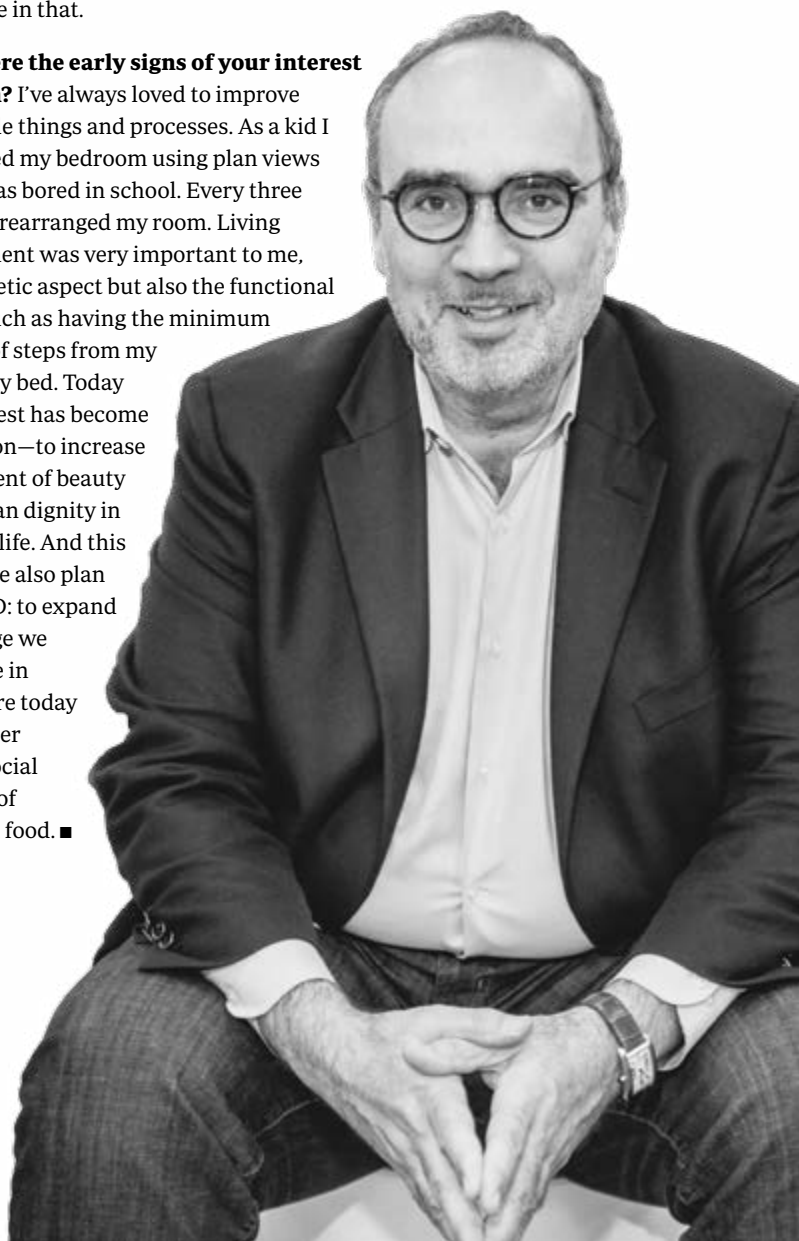 e in that.
ere the early signs of your interest
? I’ve always loved to improve
e things and processes. As a kid I
ed my bedroom using plan views
as bored in school. Every three
rearranged my room. Living
ent was very important to me,
etic aspect but also the functional
ch as having the minimum
f steps from my
y bed. Today
est has become
on—to increase
ent of beauty
an dignity in
life. And this
e also plan
: to expand
ge we
e in
re today
er
cial
of
food. ■